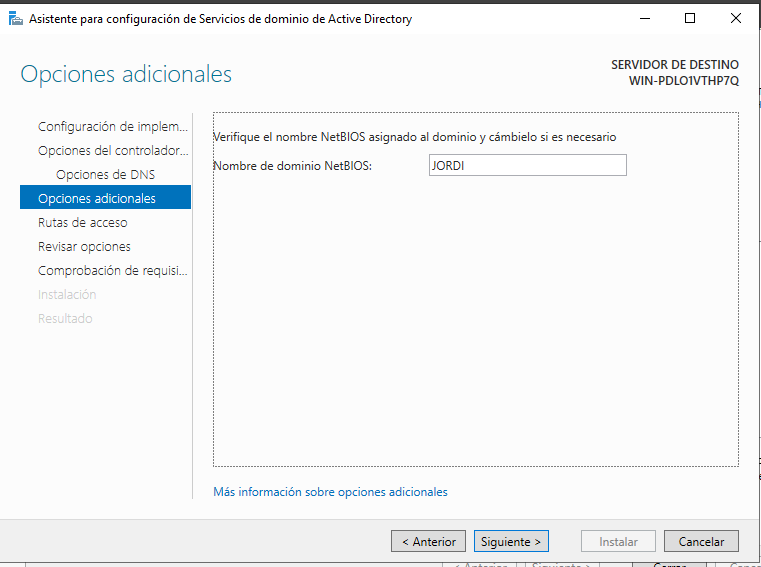 Asistente para configuración de Servicios de dominio de Active Directory
Opciones adicionales
SERVIDOR DE DESTINO
WIN-PDLO1VTHP7Q
Configuración de implem...
Opciones del controlador...
Opciones de DNS
Opciones adicionales
Rutas de acceso
Revisar opciones
Comprobación de requisi...
Instalación
Resultado
Verifique el nombre NetBIOS asignado al dominio y cámbielo si es necesario
Nombre de dominio NetBIOS: JORDI
Más información sobre opciones adicionales
< Anterior Siguiente > Instalar Cancelar